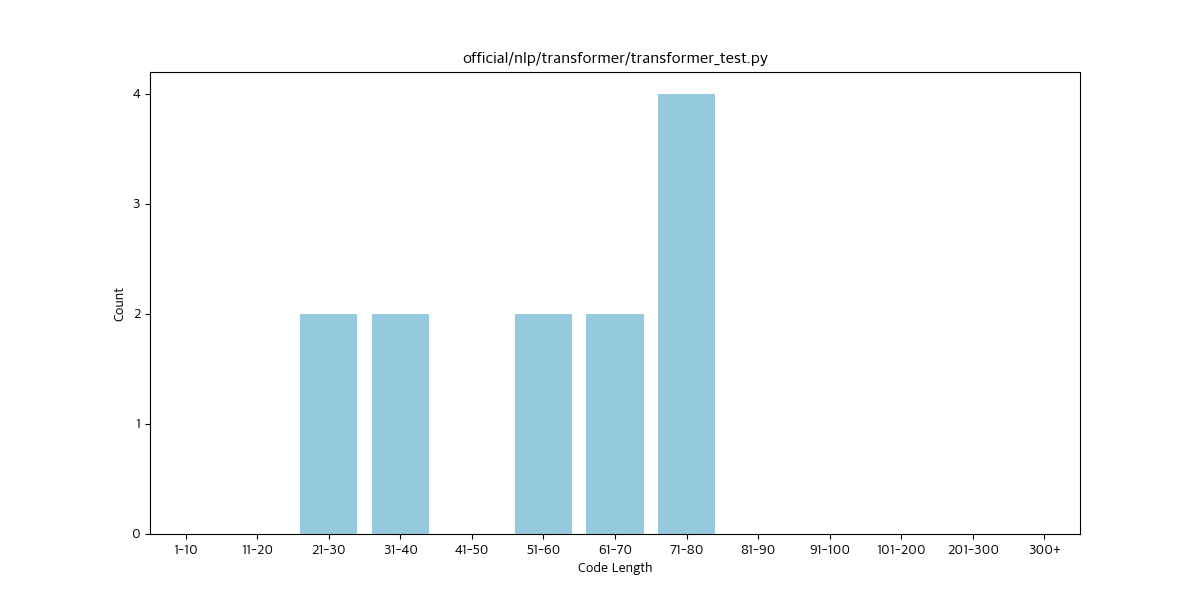 official/nlp/transformer/transformer_test.py
4
3
2
1
0
Count
1-10 11-20 21-30 31-40 41-50 51-60 61-70 71-80 81-90 91-100 101-200 201-300 300+
Code Length